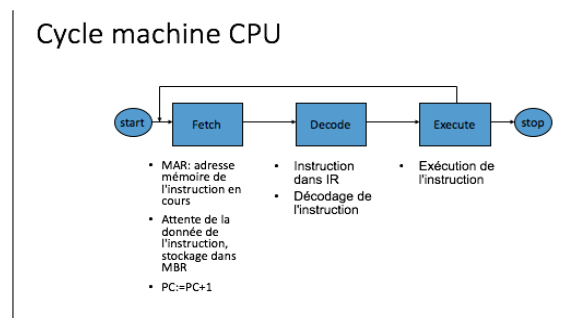 Cycle machine CPU
start
Fetch
Decode
Execute
stop
• MAR: adresse
mémoire de
l'instruction en
cours
• Attente de la
donnée de
l'instruction,
stockage dans
MBR
• PC:=PC+1
• Instruction
dans IR
• Décodage de
l'instruction
• Exécution de
l'instruction